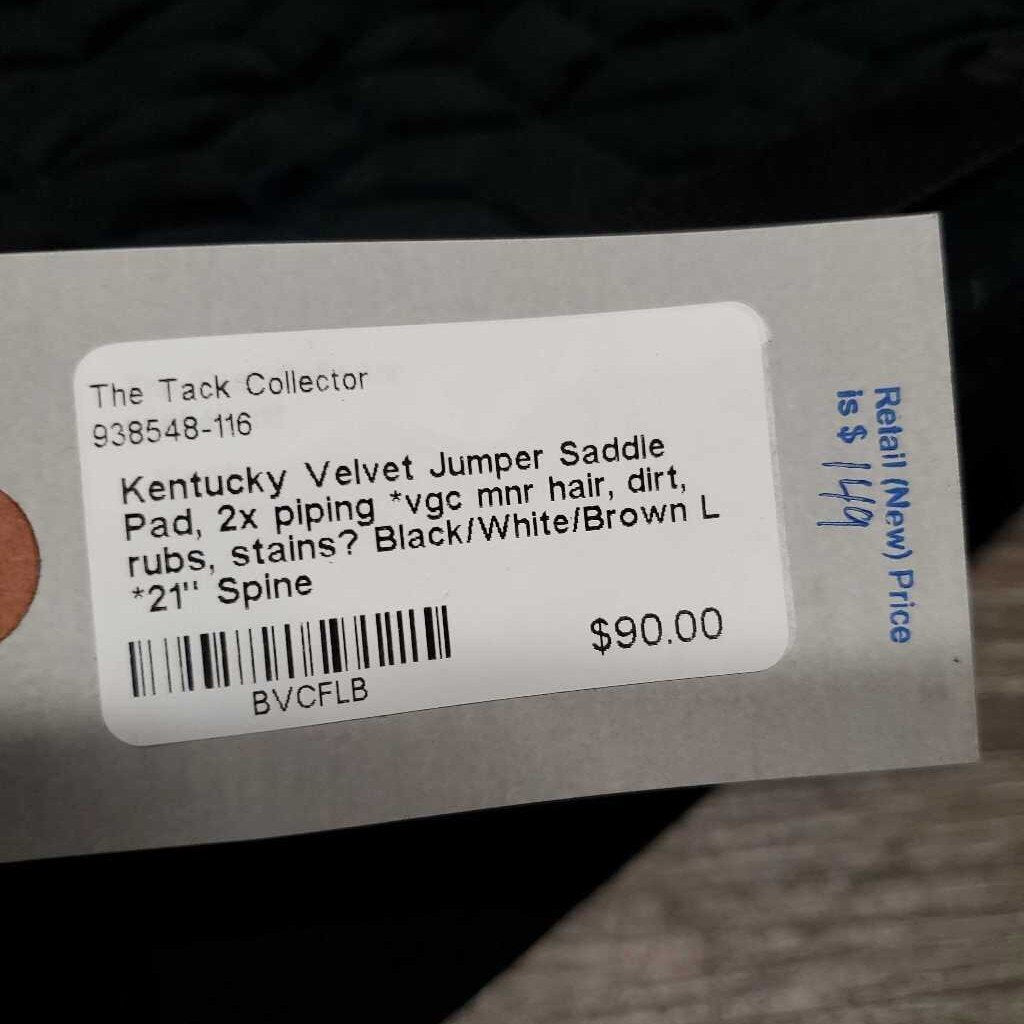 The Tack Collector
938548-116
Kentucky Velvet Jumper Saddle
Pad, 2x piping *vgc mnr hair, dirt,
rubs, stains? Black/White/Brown L
*21" Spine
$90.00
BVCFLB
Retail (New) Price
is $ 149